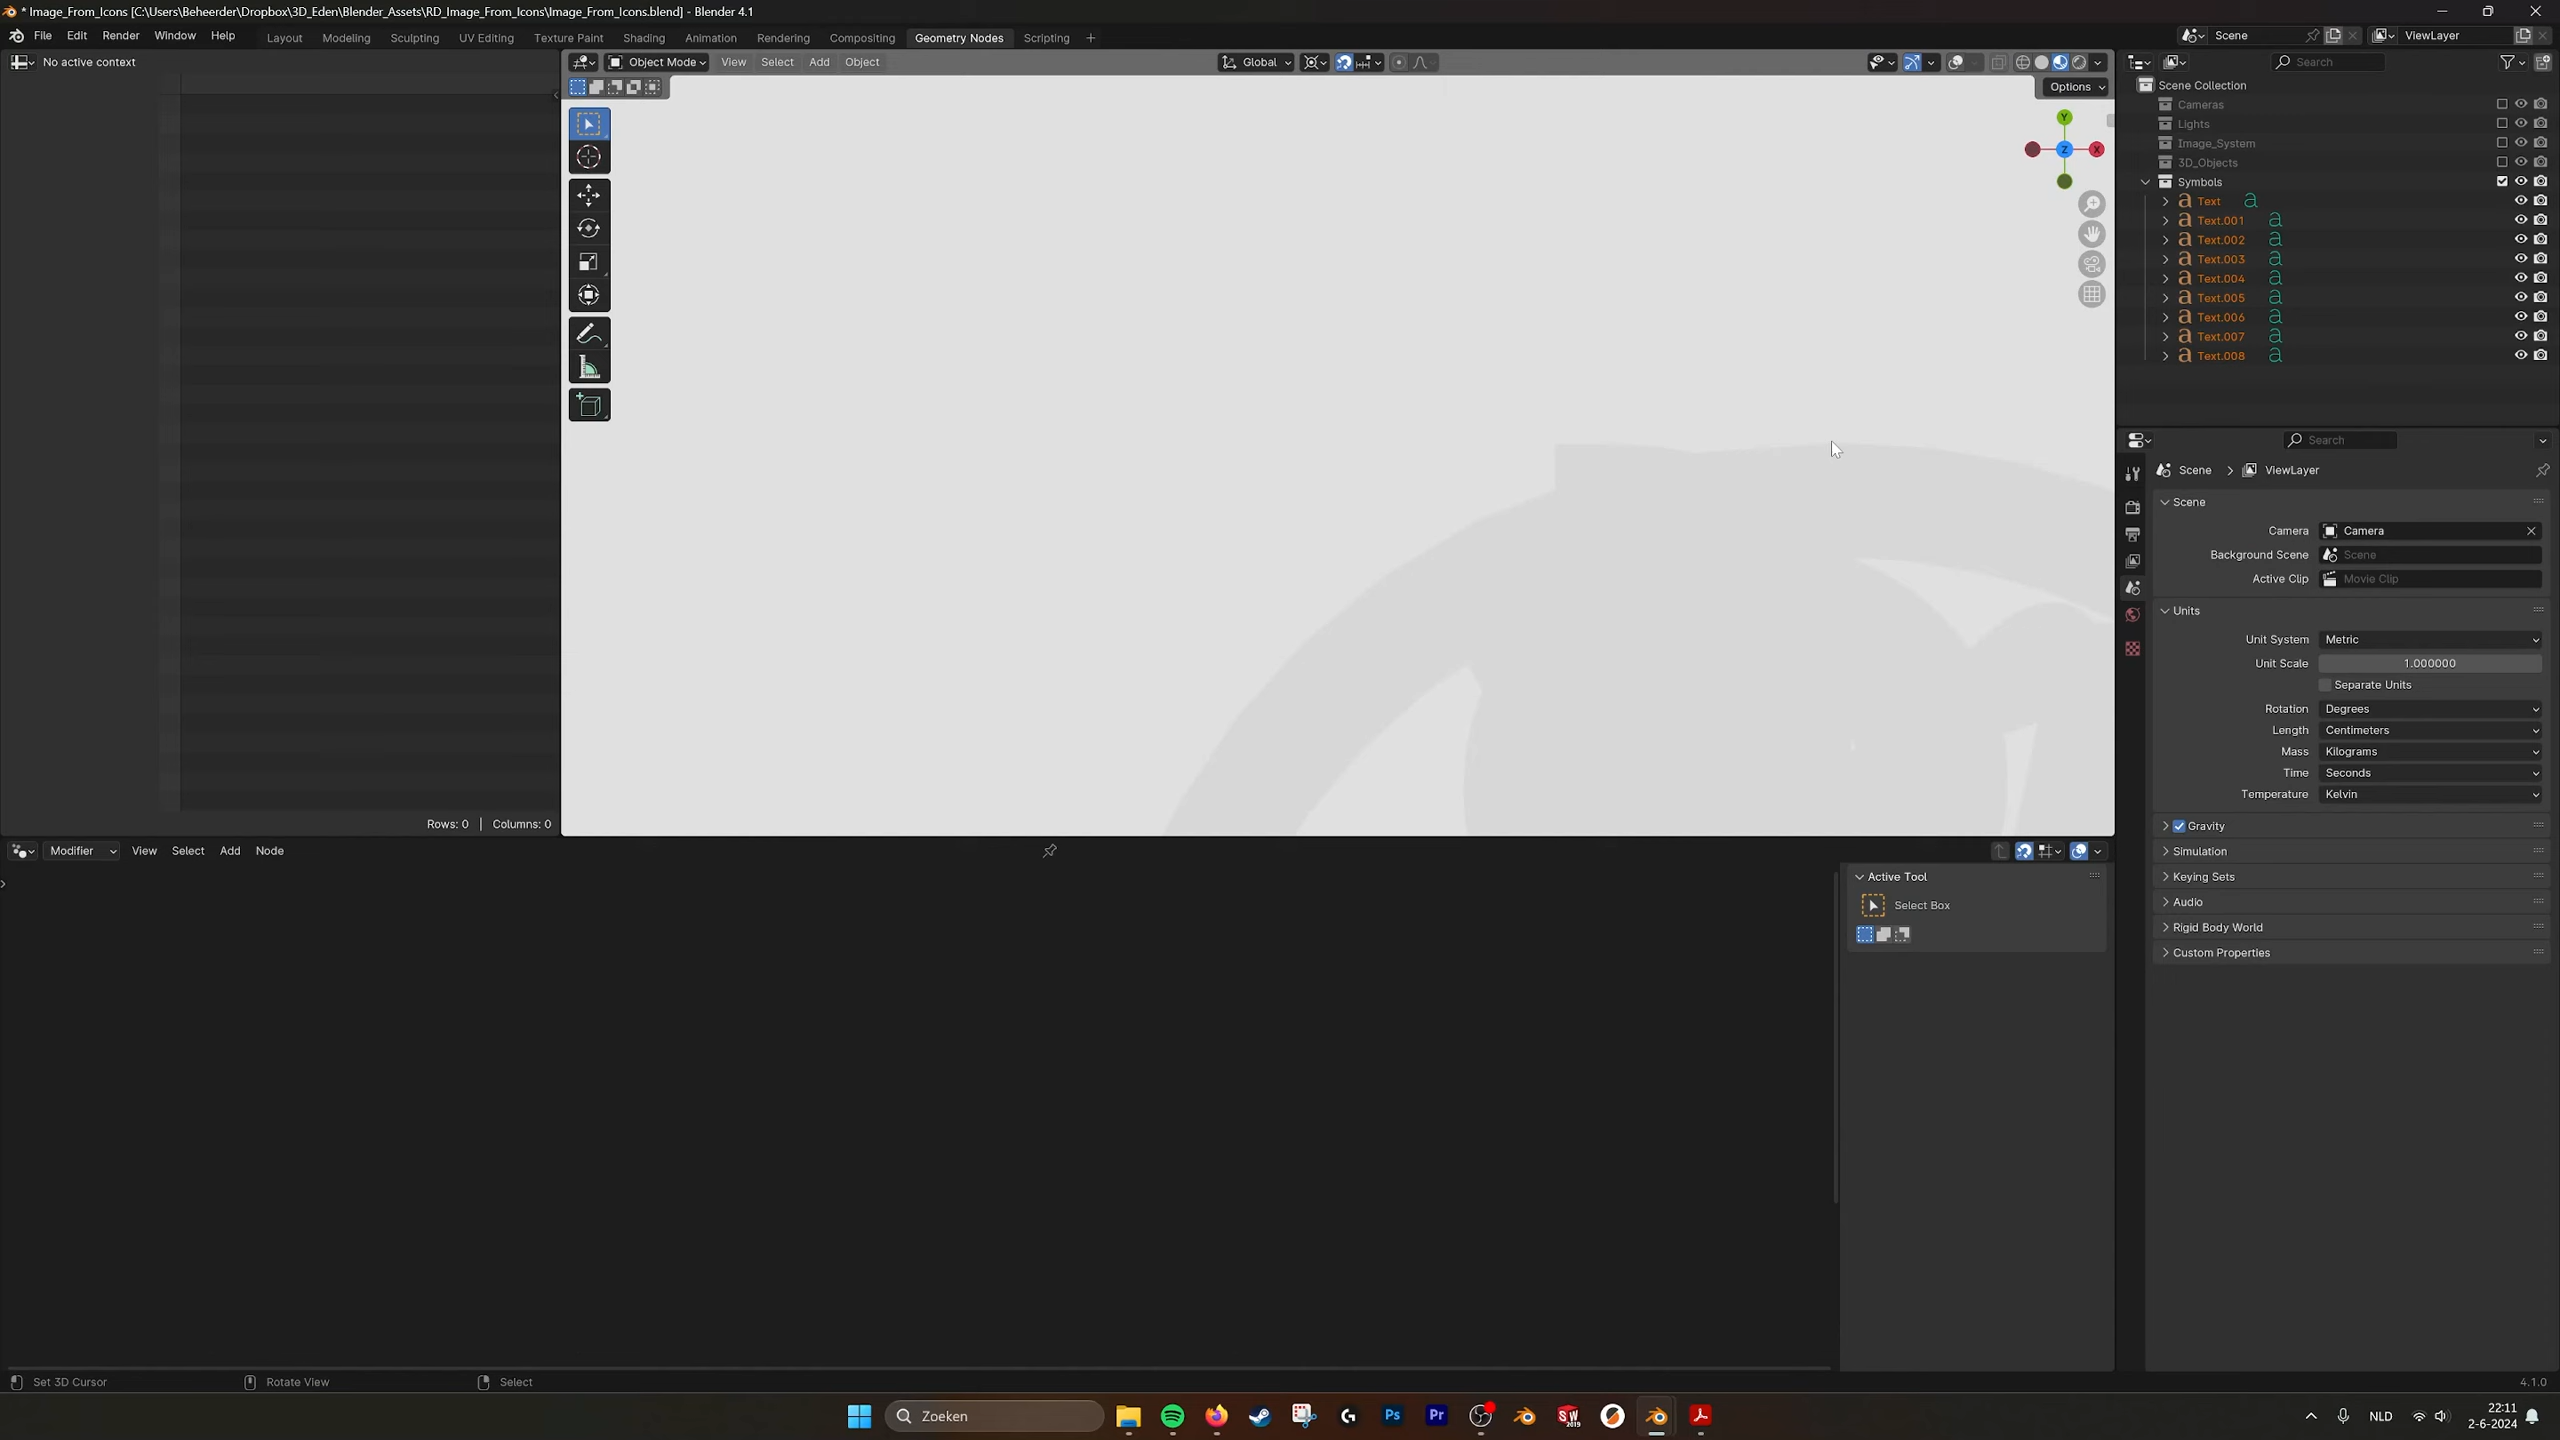 * Image_From_Icons [C:\Users\Beheerder\Dropbox\3D_Eden\Blender_Assets\RD_Image_From_Icons\Image_From_Icons.blend] - Blender 4.1
File Edit Render Window Help Layout Modeling Sculpting UV Editing Texture Paint Shading Animation Rendering Compositing Geometry Nodes Scripting + Scene ViewLayer
No active context
Object Mode View Select Add Object Global Search
Options
Scene Collection
Cameras
Lights
Image_System
3D_Objects
Symbols
Text
Text.001
Text.002
Text.003
Text.004
Text.005
Text.006
Text.007
Text.008
Y
Z X
Search
Scene > ViewLayer
Scene
Camera Camera
Background Scene Scene
Active Clip Movie Clip
Units
Unit System Metric
Unit Scale 1.000000
Separate Units
Rotation Degrees
Length Centimeters
Mass Kilograms
Time Seconds
Temperature Kelvin
Gravity
Simulation
Keying Sets
Audio
Rigid Body World
Custom Properties
Rows: 0 | Columns: 0
Modifier View Select Add Node
Active Tool
Select Box
Set 3D Cursor Rotate View Select 4.1.0
Zoeken Ps Pr SW 2019 NLD 22:11
2-6-2024